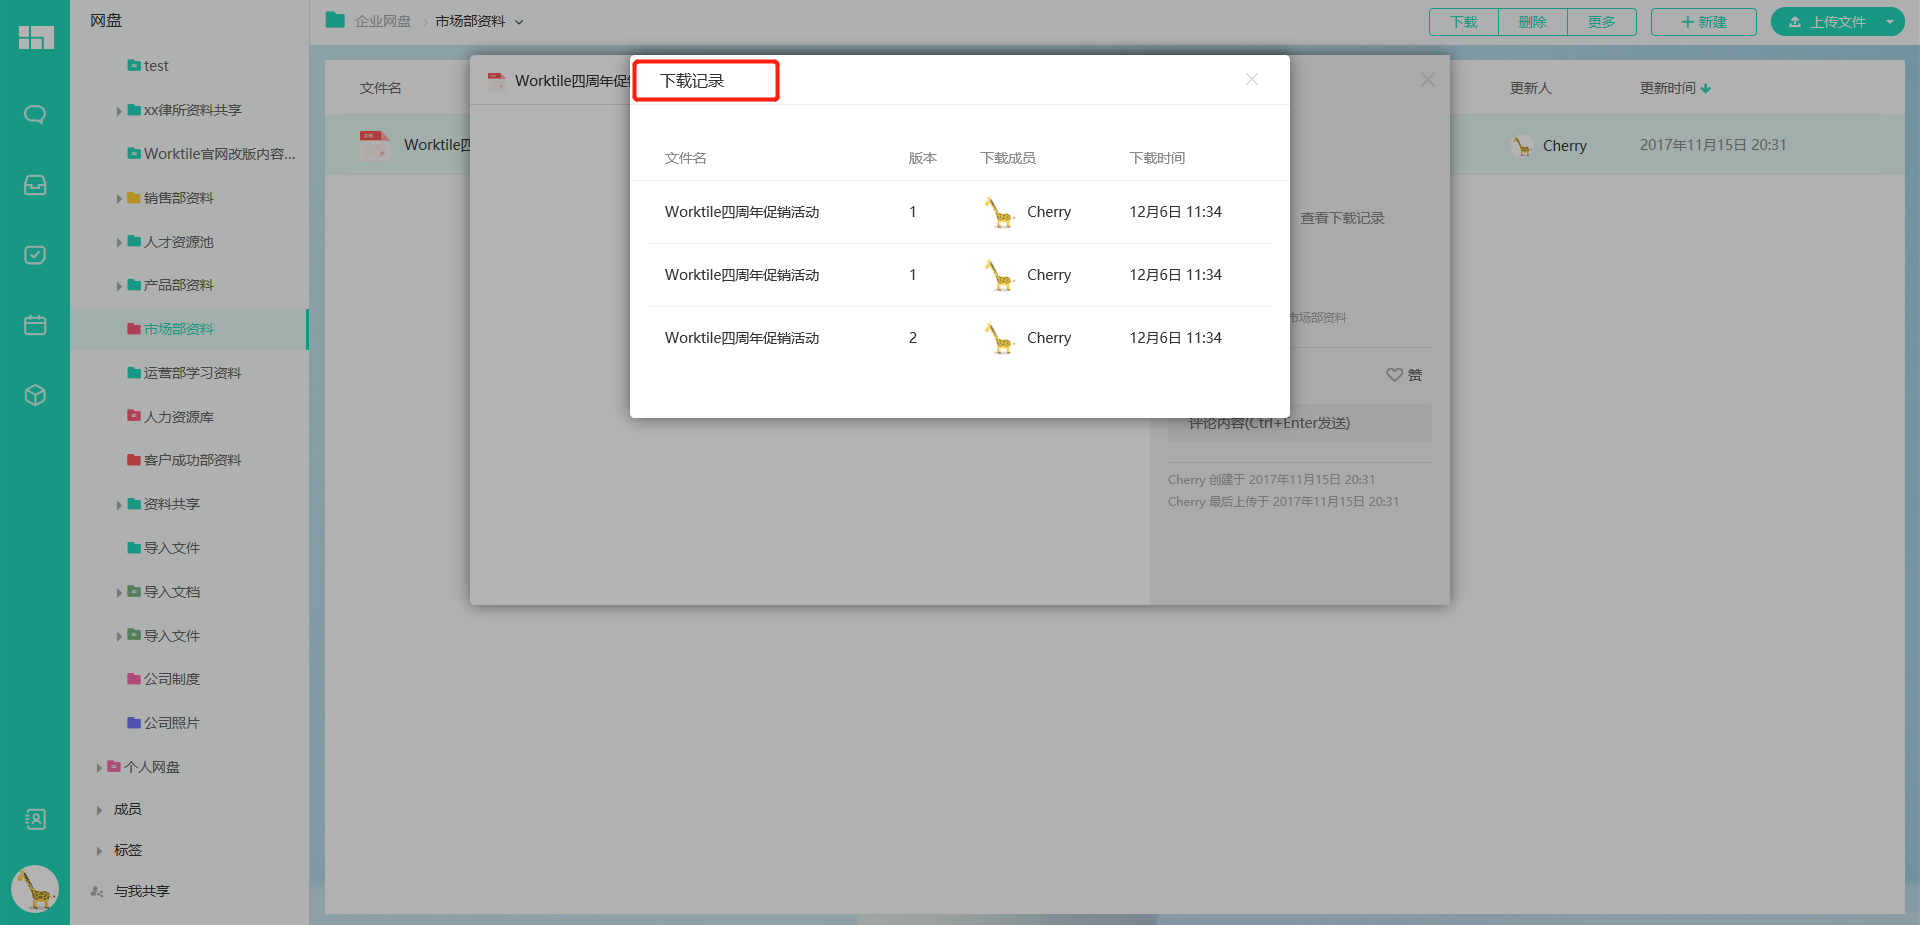 网盘
test
xx律所资料共享
Worktile官网改版内容...
销售部资料
人才资源池
产品部资料
市场部资料
运营部学习资料
人力资源库
客户成功部资料
资料共享
导入文件
导入文档
导入文件
公司制度
公司照片
个人网盘
成员
标签
与我共享
企业网盘 市场部资料
下载 删除 更多 新建 上传文件
文件名 更新人 更新时间
Worktile四 Cherry 2017年11月15日 20:31
Worktile四周年促销
下载记录
文件名 版本 下载成员 下载时间
Worktile四周年促销活动 1 Cherry 12月6日 11:34
Worktile四周年促销活动 1 Cherry 12月6日 11:34
Worktile四周年促销活动 2 Cherry 12月6日 11:34
查看下载记录
市场部资料
赞
评论内容(Ctrl+Enter发送)
Cherry 创建于 2017年11月15日 20:31
Cherry 最后上传于 2017年11月15日 20:31